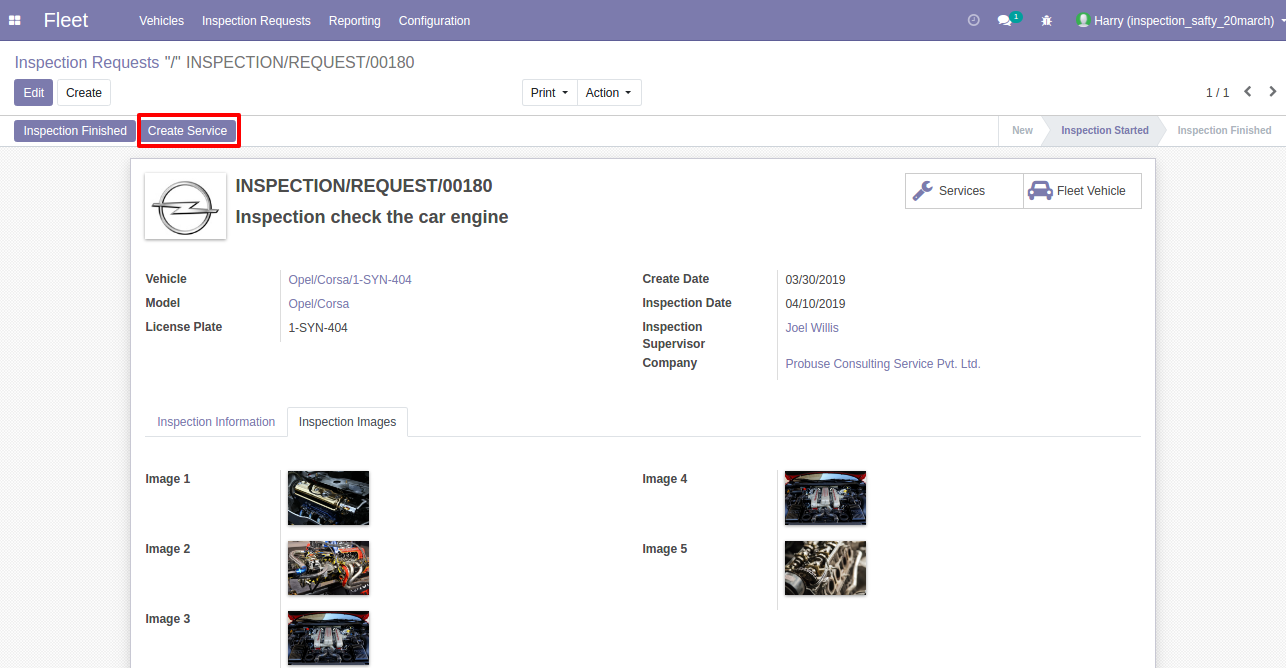 Fleet Vehicles Inspection Requests Reporting Configuration 1 Harry (inspection_safty_20march)
Inspection Requests "/" INSPECTION/REQUEST/00180
Edit Create Print Action 1 / 1
Inspection Finished Create Service New Inspection Started Inspection Finished
INSPECTION/REQUEST/00180 Services Fleet Vehicle
Inspection check the car engine
Vehicle Opel/Corsa/1-SYN-404 Create Date 03/30/2019
Model Opel/Corsa Inspection Date 04/10/2019
License Plate 1-SYN-404 Inspection Joel Willis
Supervisor
Company Probuse Consulting Service Pvt. Ltd.
Inspection Information Inspection Images
Image 1 Image 4
Image 2 Image 5
Image 3